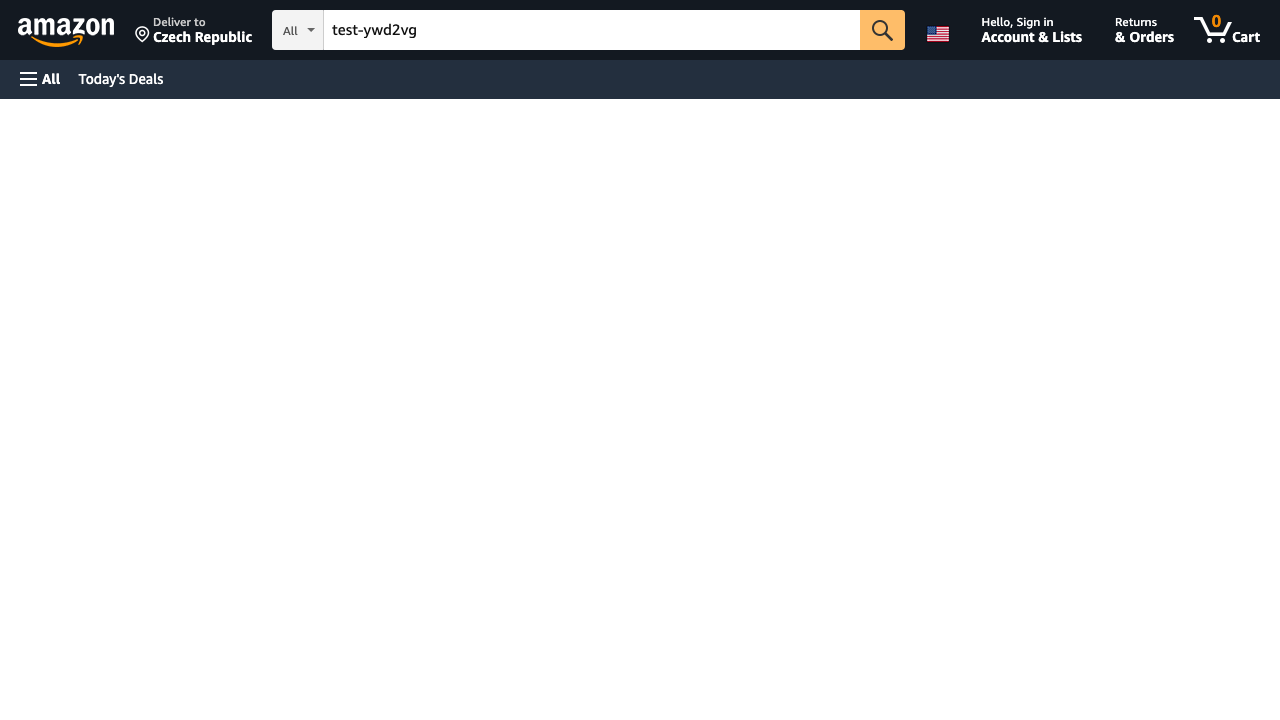 amazon
Deliver to
Czech Republic
All
test-ywd2vg
Hello, Sign in
Account & Lists
Returns
& Orders
0
Cart
All
Today's Deals